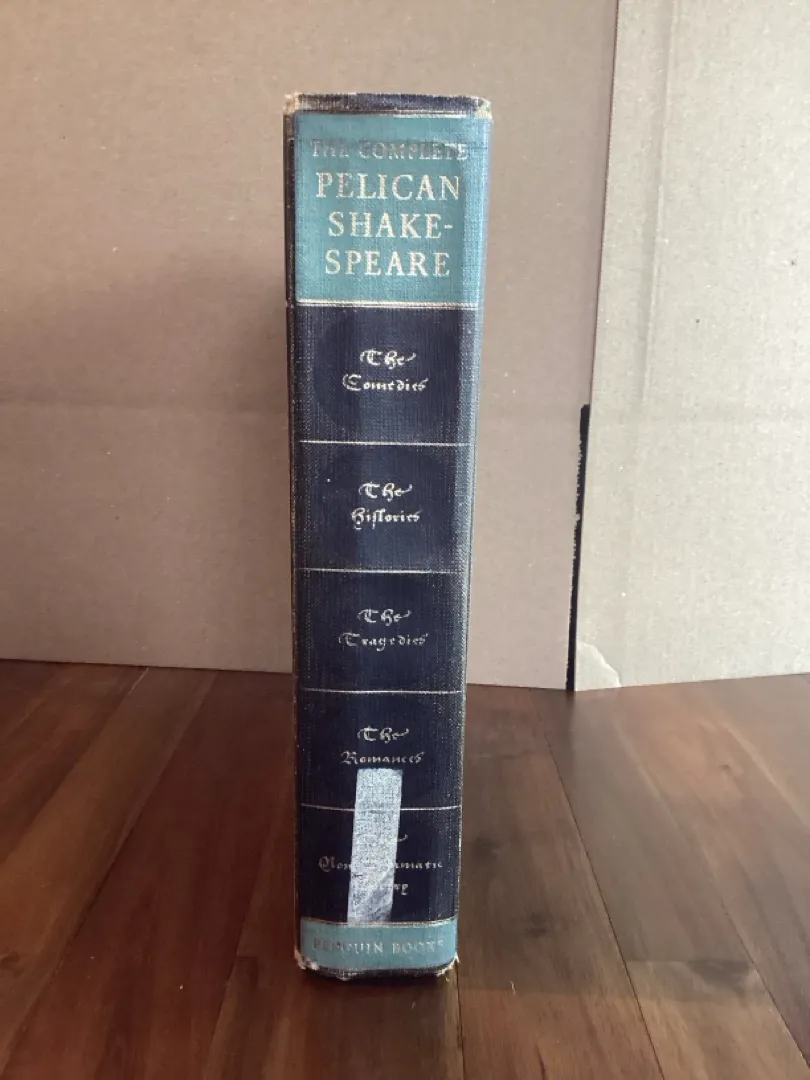 THE COMPLETE
PELICAN
SHAKE-
SPEARE
The
Comedies
The
Histories
The
Tragedies
The
Romances
PENGUIN BOOKS